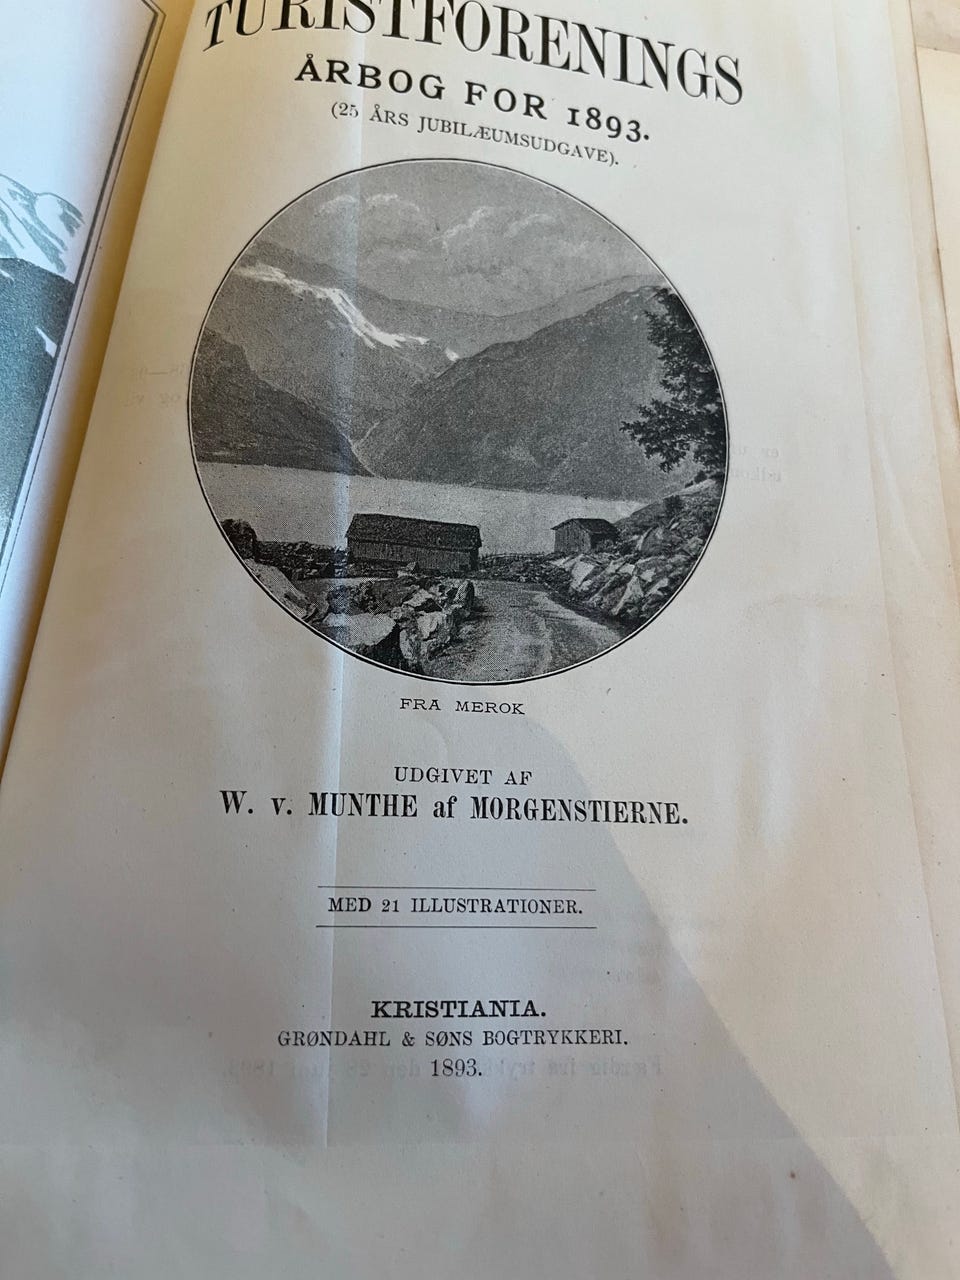 TURISTFORENINGS
ÅRBOG FOR 1893.
(25 ÅRS JUBILÆUMSUDGAVE).
FRA MEROK
UDGIVET AF
W. v. MUNTHE af MORGENSTIERNE.
MED 21 ILLUSTRATIONER.
KRISTIANIA.
GRØNDAHL & SØNS BOGTRYKKERI.
1893.